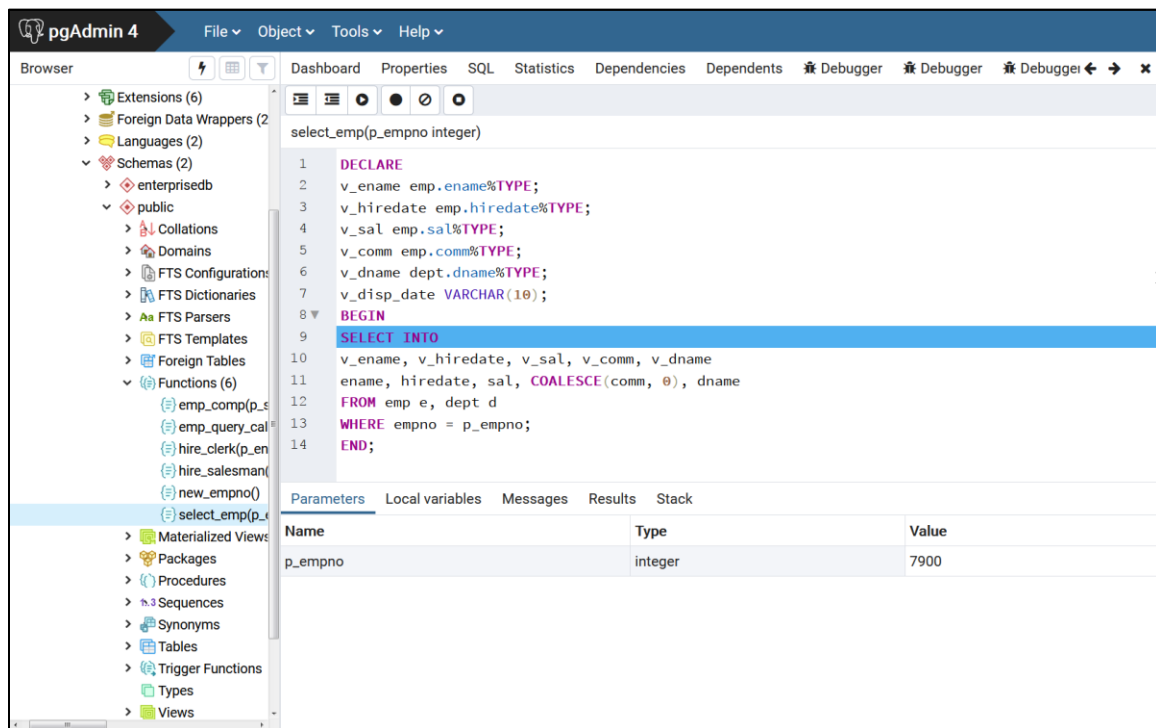 pgAdmin 4
File Object Tools Help
Browser
Dashboard Properties SQL Statistics Dependencies Dependents Debugger Debugger Debugger
Extensions (6)
Foreign Data Wrappers (2
Languages (2)
Schemas (2)
enterprisedb
public
Collations
Domains
FTS Configurations
FTS Dictionaries
Aa FTS Parsers
FTS Templates
Foreign Tables
Functions (6)
emp_comp(p_s
emp_query_cal
hire_clerk(p_en
hire_salesman(
new_empno()
select_emp(p_e
Materialized Views
Packages
Procedures
1..3 Sequences
Synonyms
Tables
Trigger Functions
Types
Views
select_emp(p_empno integer)
1 DECLARE
2 v_ename emp.ename%TYPE;
3 v_hiredate emp.hiredate%TYPE;
4 v_sal emp.sal%TYPE;
5 v_comm emp.comm%TYPE;
6 v_dname dept.dname%TYPE;
7 v_disp_date VARCHAR(10);
8 BEGIN
9 SELECT INTO
10 v_ename, v_hiredate, v_sal, v_comm, v_dname
11 ename, hiredate, sal, COALESCE(comm, 0), dname
12 FROM emp e, dept d
13 WHERE empno = p_empno;
14 END;
Parameters Local variables Messages Results Stack
Name Type Value
p_empno integer 7900